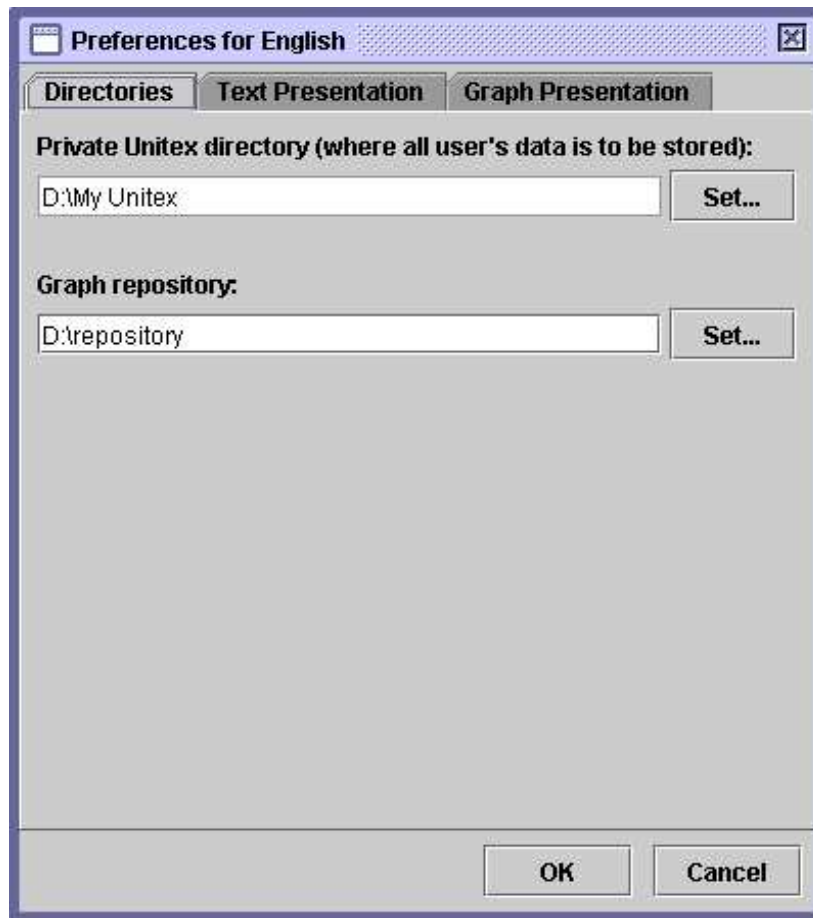 Preferences for English
Directories Text Presentation Graph Presentation
Private Unitex directory (where all user's data is to be stored):
D:\My Unitex Set...
Graph repository:
D:\repository Set...
OK Cancel